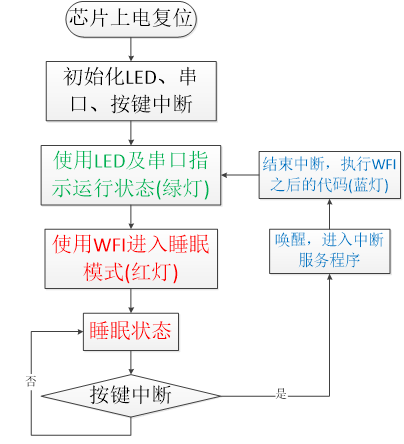 芯片上电复位
初始化LED、串
口、按键中断
使用LED及串口指
示运行状态(绿灯)
结束中断，执行WFI
之后的代码(蓝灯)
使用WFI进入睡眠
模式(红灯)
唤醒，进入中断
服务程序
睡眠状态
否
按键中断
是